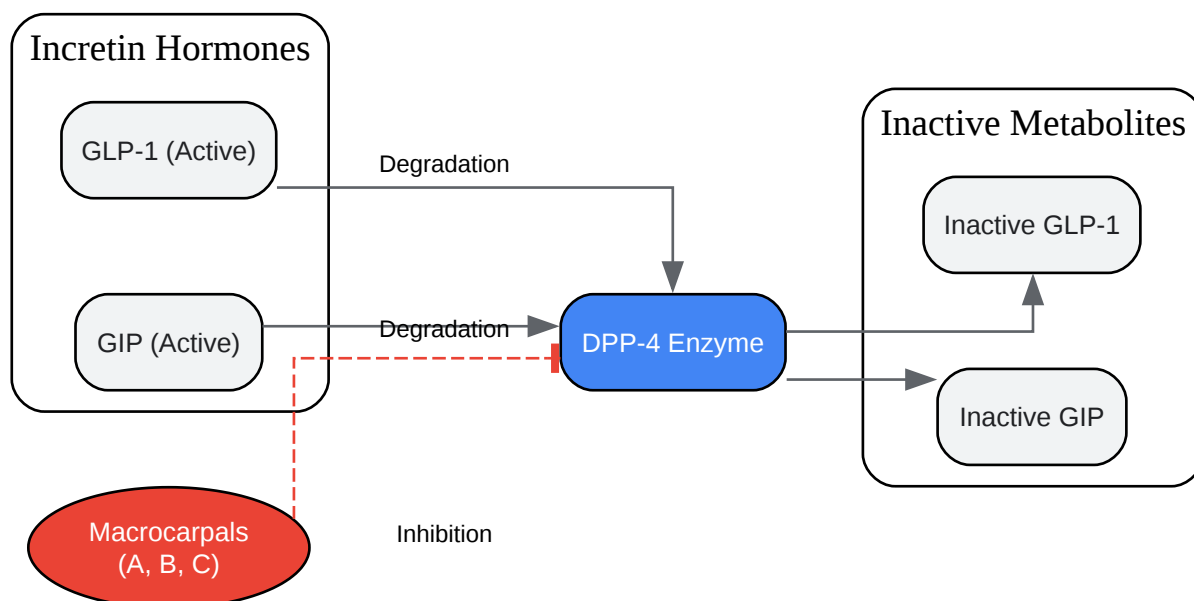 Incretin Hormones
GLP-1 (Active)
Degradation
GIP (Active)
Degradation
DPP-4 Enzyme
Inactive Metabolites
Inactive GLP-1
Inactive GIP
Macrocarpals
(A, B, C)
Inhibition